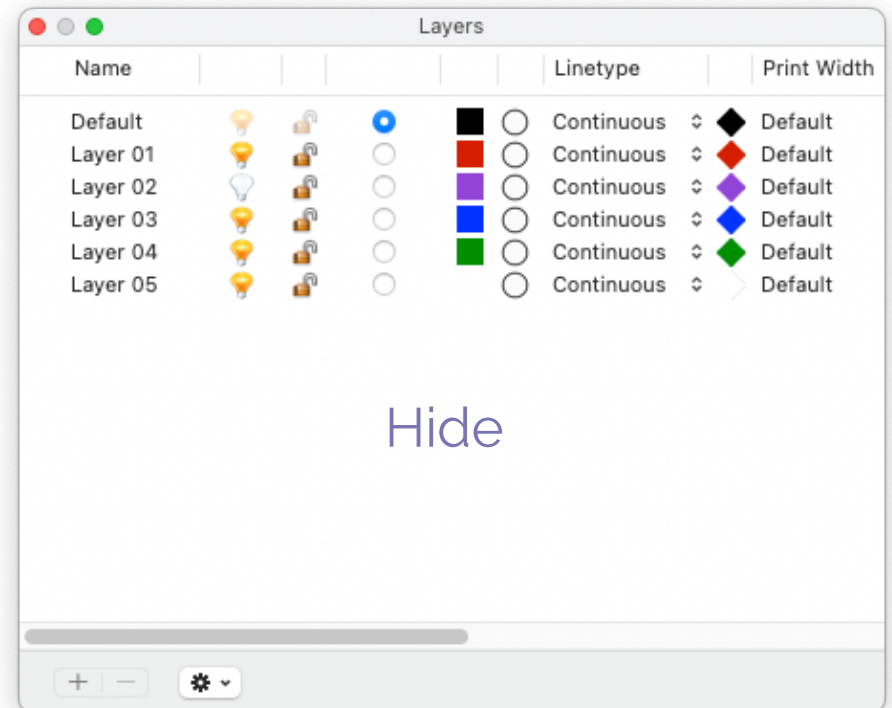 Layers
Name Linetype Print Width
Default Continuous Default
Layer 01 Continuous Default
Layer 02 Continuous Default
Layer 03 Continuous Default
Layer 04 Continuous Default
Layer 05 Continuous Default
Hide